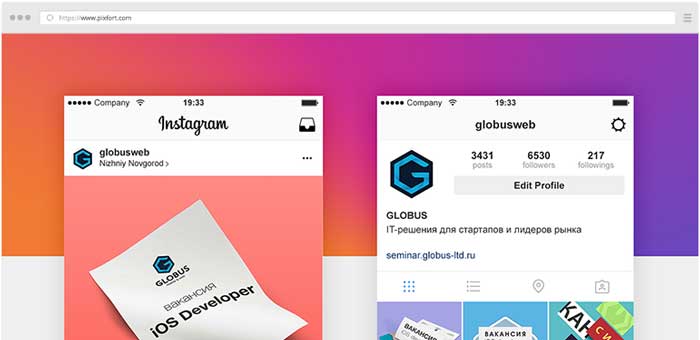 https://www.pixfort.com
Company 19:33
Instagram
globusweb
Nizhniy Novgorod >
GLOBUS
вакансия
iOS Developer
Company 19:33
globusweb
3431 6530 217
posts followers followings
Edit Profile
GLOBUS
IT-решения для стартапов и лидеров рынка
seminar.globus-ltd.ru
ВАКАНСИЯ
ВАКАНСИЯ